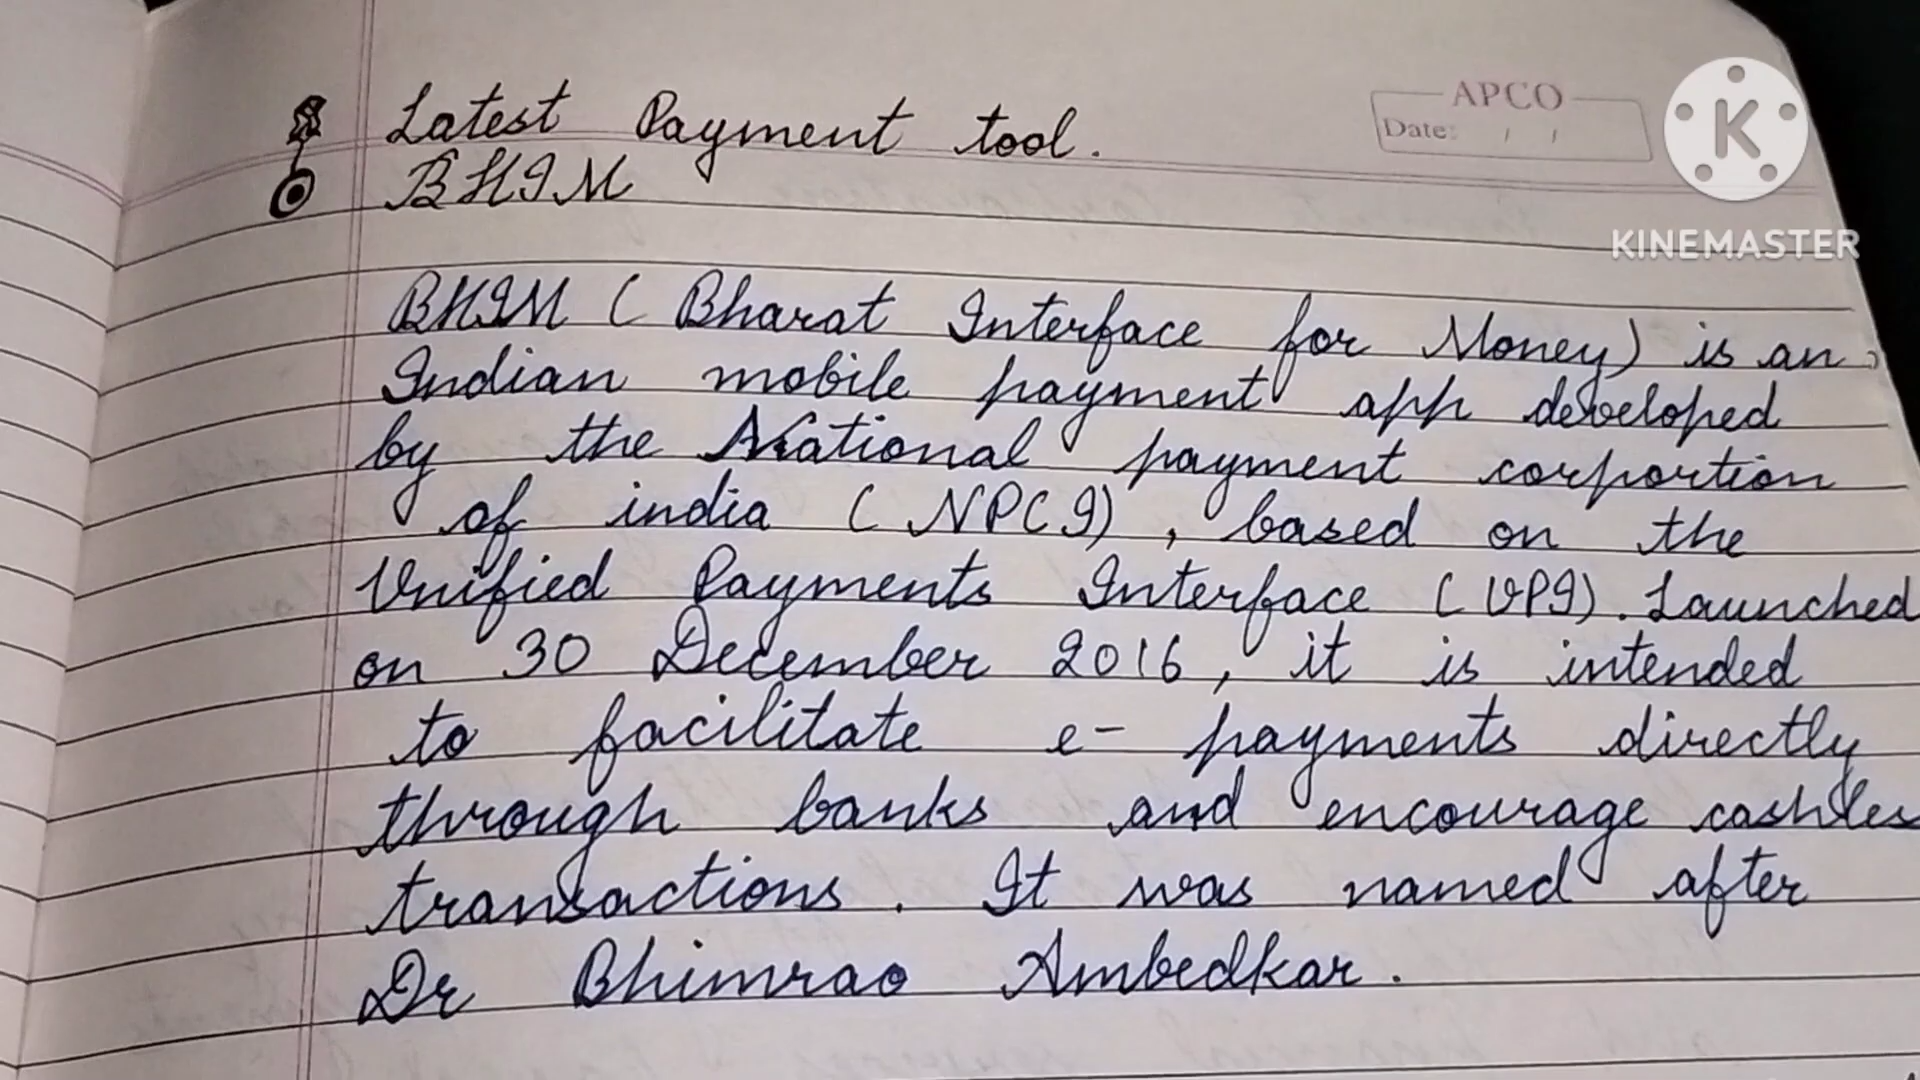 APCO
Date: / /
K
KINEMASTER
Latest Payment tool.
BHIM
BHIM ( Bharat Interface for Money) is an
Indian mobile payment app developed
by the National payment corportion
of india ( NPCI) , based on the
Unified Payments Interface ( UPI) . Launched
on 30 December 2016, it is intended
to facilitate e- payments directly
through banks and encourage cashles
transactions. It was named after
Dr Bhimrao Ambedkar.